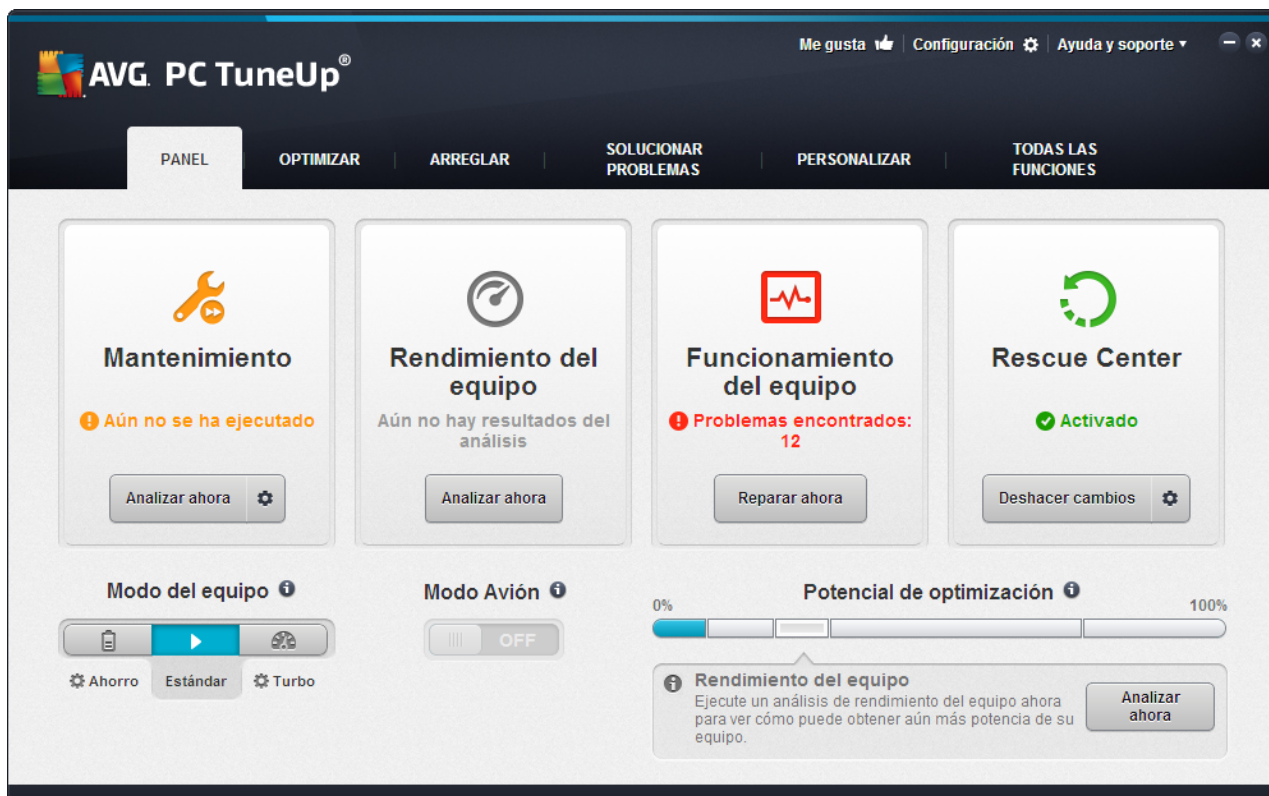 Me gusta Configuración Ayuda y soporte
AVG. PC TuneUp®
PANEL
OPTIMIZAR
ARREGLAR
SOLUCIONAR
PROBLEMAS
PERSONALIZAR
TODAS LAS
FUNCIONES
Mantenimiento
Aún no se ha ejecutado
Analizar ahora
Rendimiento del
equipo
Aún no hay resultados del
análisis
Analizar ahora
Funcionamiento
del equipo
Problemas encontrados:
12
Reparar ahora
Rescue Center
Activado
Deshacer cambios
Modo del equipo
Ahorro
Estándar
Turbo
Modo Avión
OFF
Potencial de optimización
0%
100%
Rendimiento del equipo
Ejecute un análisis de rendimiento del equipo ahora
para ver cómo puede obtener aún más potencia de su
equipo.
Analizar
ahora